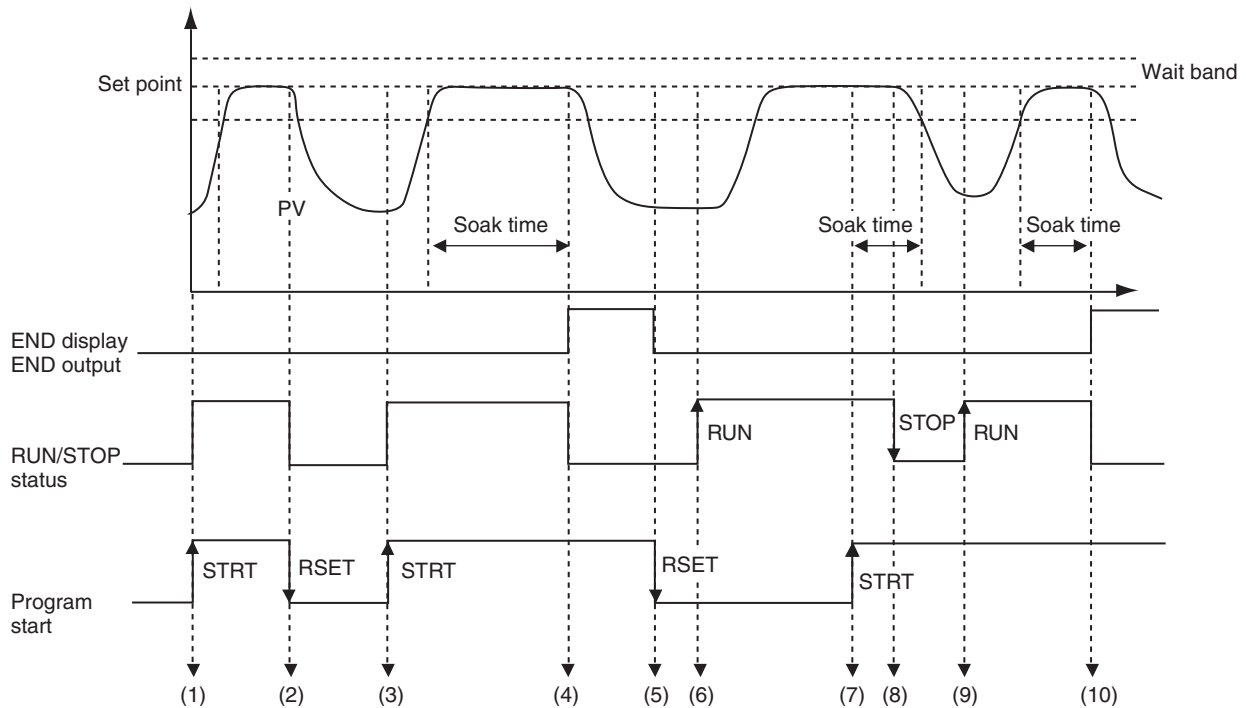 Set point
Wait band
PV
Soak time
Soak time
Soak time
END display
END output
RUN/STOP
status
RUN
STOP
RUN
Program
start
STRT
RSET
STRT
RSET
STRT
(1)
(2)
(3)
(4)
(5)
(6)
(7)
(8)
(9)
(10)